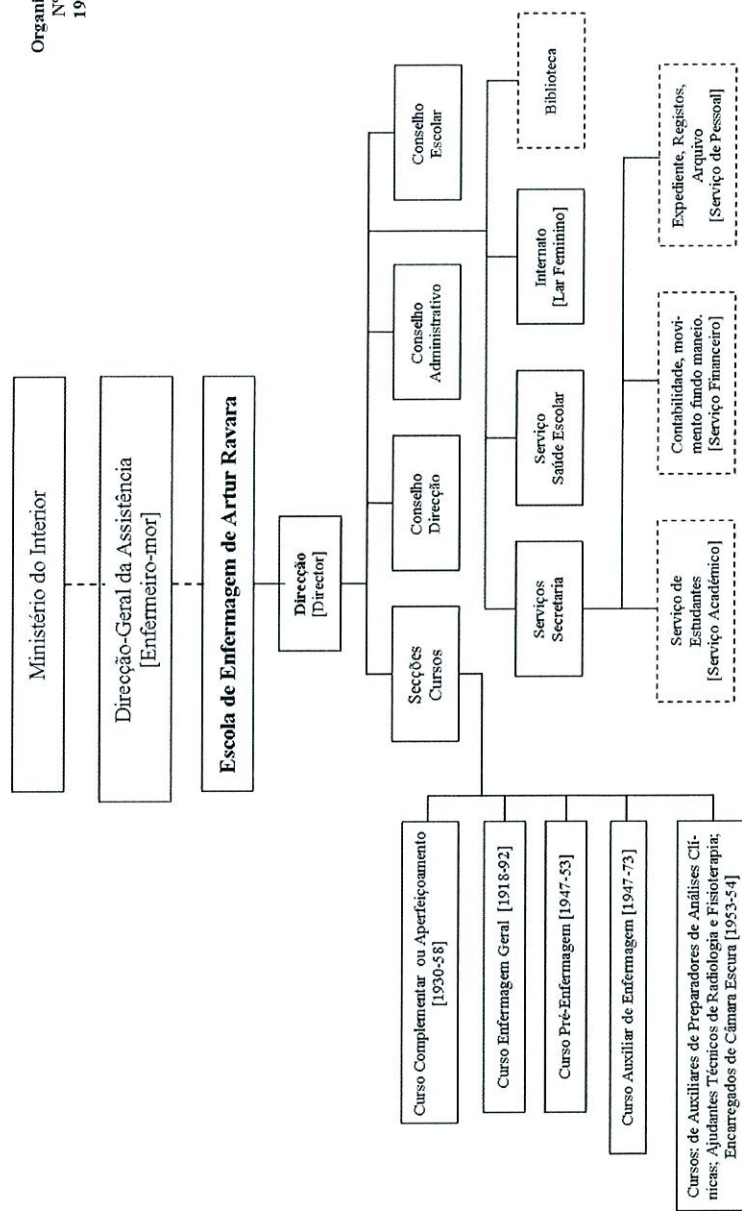 Ministério do Interior
Direcção-Geral da Assistência
[Enfermeiro-mor]
Escola de Enfermagem de Artur Ravara
Direcção
[Director]
Secções
Cursos
Conselho
Direcção
Conselho
Administrativo
Conselho
Escolar
Serviços
Secretaria
Serviço
Saúde Escolar
Internato
[Lar Feminino]
Biblioteca
Serviço de
Estudantes
[Serviço Académico]
Contabilidade, movi-
mento fundo maneio.
[Serviço Financeiro]
Expediente, Registos,
Arquivo
[Serviço de Pessoal]
Curso Complementar ou Aperfeiçoamento
[1930-58]
Curso Enfermagem Geral [1918-92]
Curso Pré-Enfermagem [1947-53]
Curso Auxiliar de Enfermagem [1947-73]
Cursos: de Auxiliares de Preparadores de Análises Clí-
nicas; Ajudantes Técnicos de Radiologia e Fisioterapia;
Encarregados de Câmara Escura [1953-54]